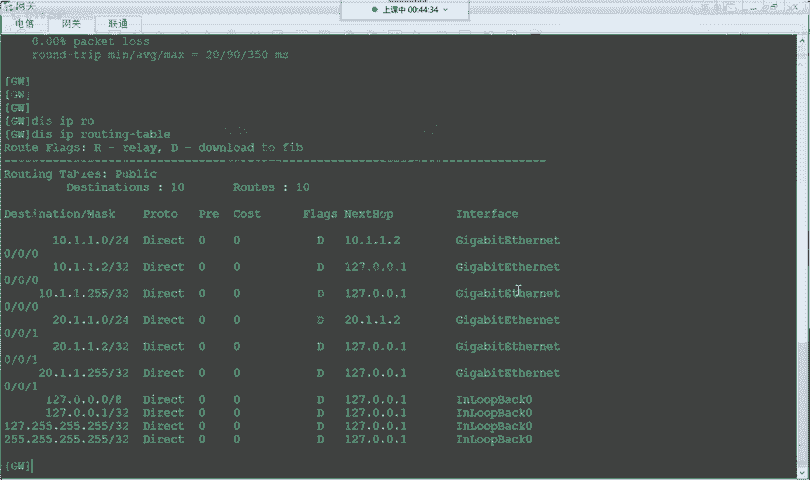 网关
上课中 00:44:34
电信 网关 联通
0.00% packet loss
round-trip min/avg/max = 20/90/350 ms
[GW]
[GW]
[GW]
[GW]dis ip ro
[GW]dis ip routing-table
Route Flags: R - relay, D - download to fib
------------------------------------------------------------------------------
Routing Tables: Public
Destinations : 10 Routes : 10
Destination/Mask Proto Pre Cost Flags NextHop Interface
10.1.1.0/24 Direct 0 0 D 10.1.1.2 GigabitEthernet
0/0/0
10.1.1.2/32 Direct 0 0 D 127.0.0.1 GigabitEthernet
0/0/0
10.1.1.255/32 Direct 0 0 D 127.0.0.1 GigabitEthernet
0/0/0
20.1.1.0/24 Direct 0 0 D 20.1.1.2 GigabitEthernet
0/0/1
20.1.1.2/32 Direct 0 0 D 127.0.0.1 GigabitEthernet
0/0/1
20.1.1.255/32 Direct 0 0 D 127.0.0.1 GigabitEthernet
0/0/1
127.0.0.0/8 Direct 0 0 D 127.0.0.1 InLoopBack0
127.0.0.1/32 Direct 0 0 D 127.0.0.1 InLoopBack0
127.255.255.255/32 Direct 0 0 D 127.0.0.1 InLoopBack0
255.255.255.255/32 Direct 0 0 D 127.0.0.1 InLoopBack0
[GW]